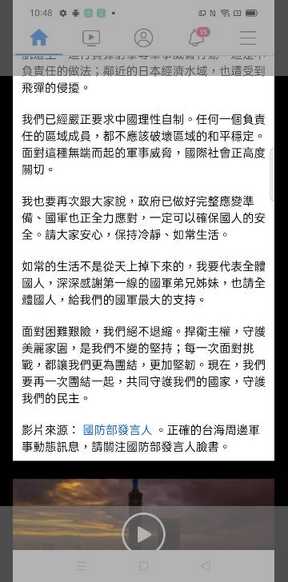 10:48
15
負責任的做法；鄰近的日本經濟水域，也遭受到
飛彈的侵擾。
我們已經嚴正要求中國理性自制。任何一個負責
任的區域成員，都不應該破壞區域的和平穩定。
面對這種無端而起的軍事威脅，國際社會正高度
關切。
我也要再次跟大家說，政府已做好完整應變準
備、國軍也正全力應對，一定可以確保國人的安
全。請大家安心，保持冷靜、如常生活。
如常的生活不是從天上掉下來的，我要代表全體
國人，深深感謝第一線的國軍弟兄姊妹，也請全
體國人，給我們的國軍最大的支持。
面對困難艱險，我們絕不退縮。捍衛主權，守護
美麗家園，是我們不變的堅持；每一次面對挑
戰，都讓我們更為團結，更加堅韌。現在，我們
要再一次團結一起，共同守護我們的國家，守護
我們的民主。
影片來源： 國防部發言人 。正確的台海周邊軍
事動態訊息，請關注國防部發言人臉書。